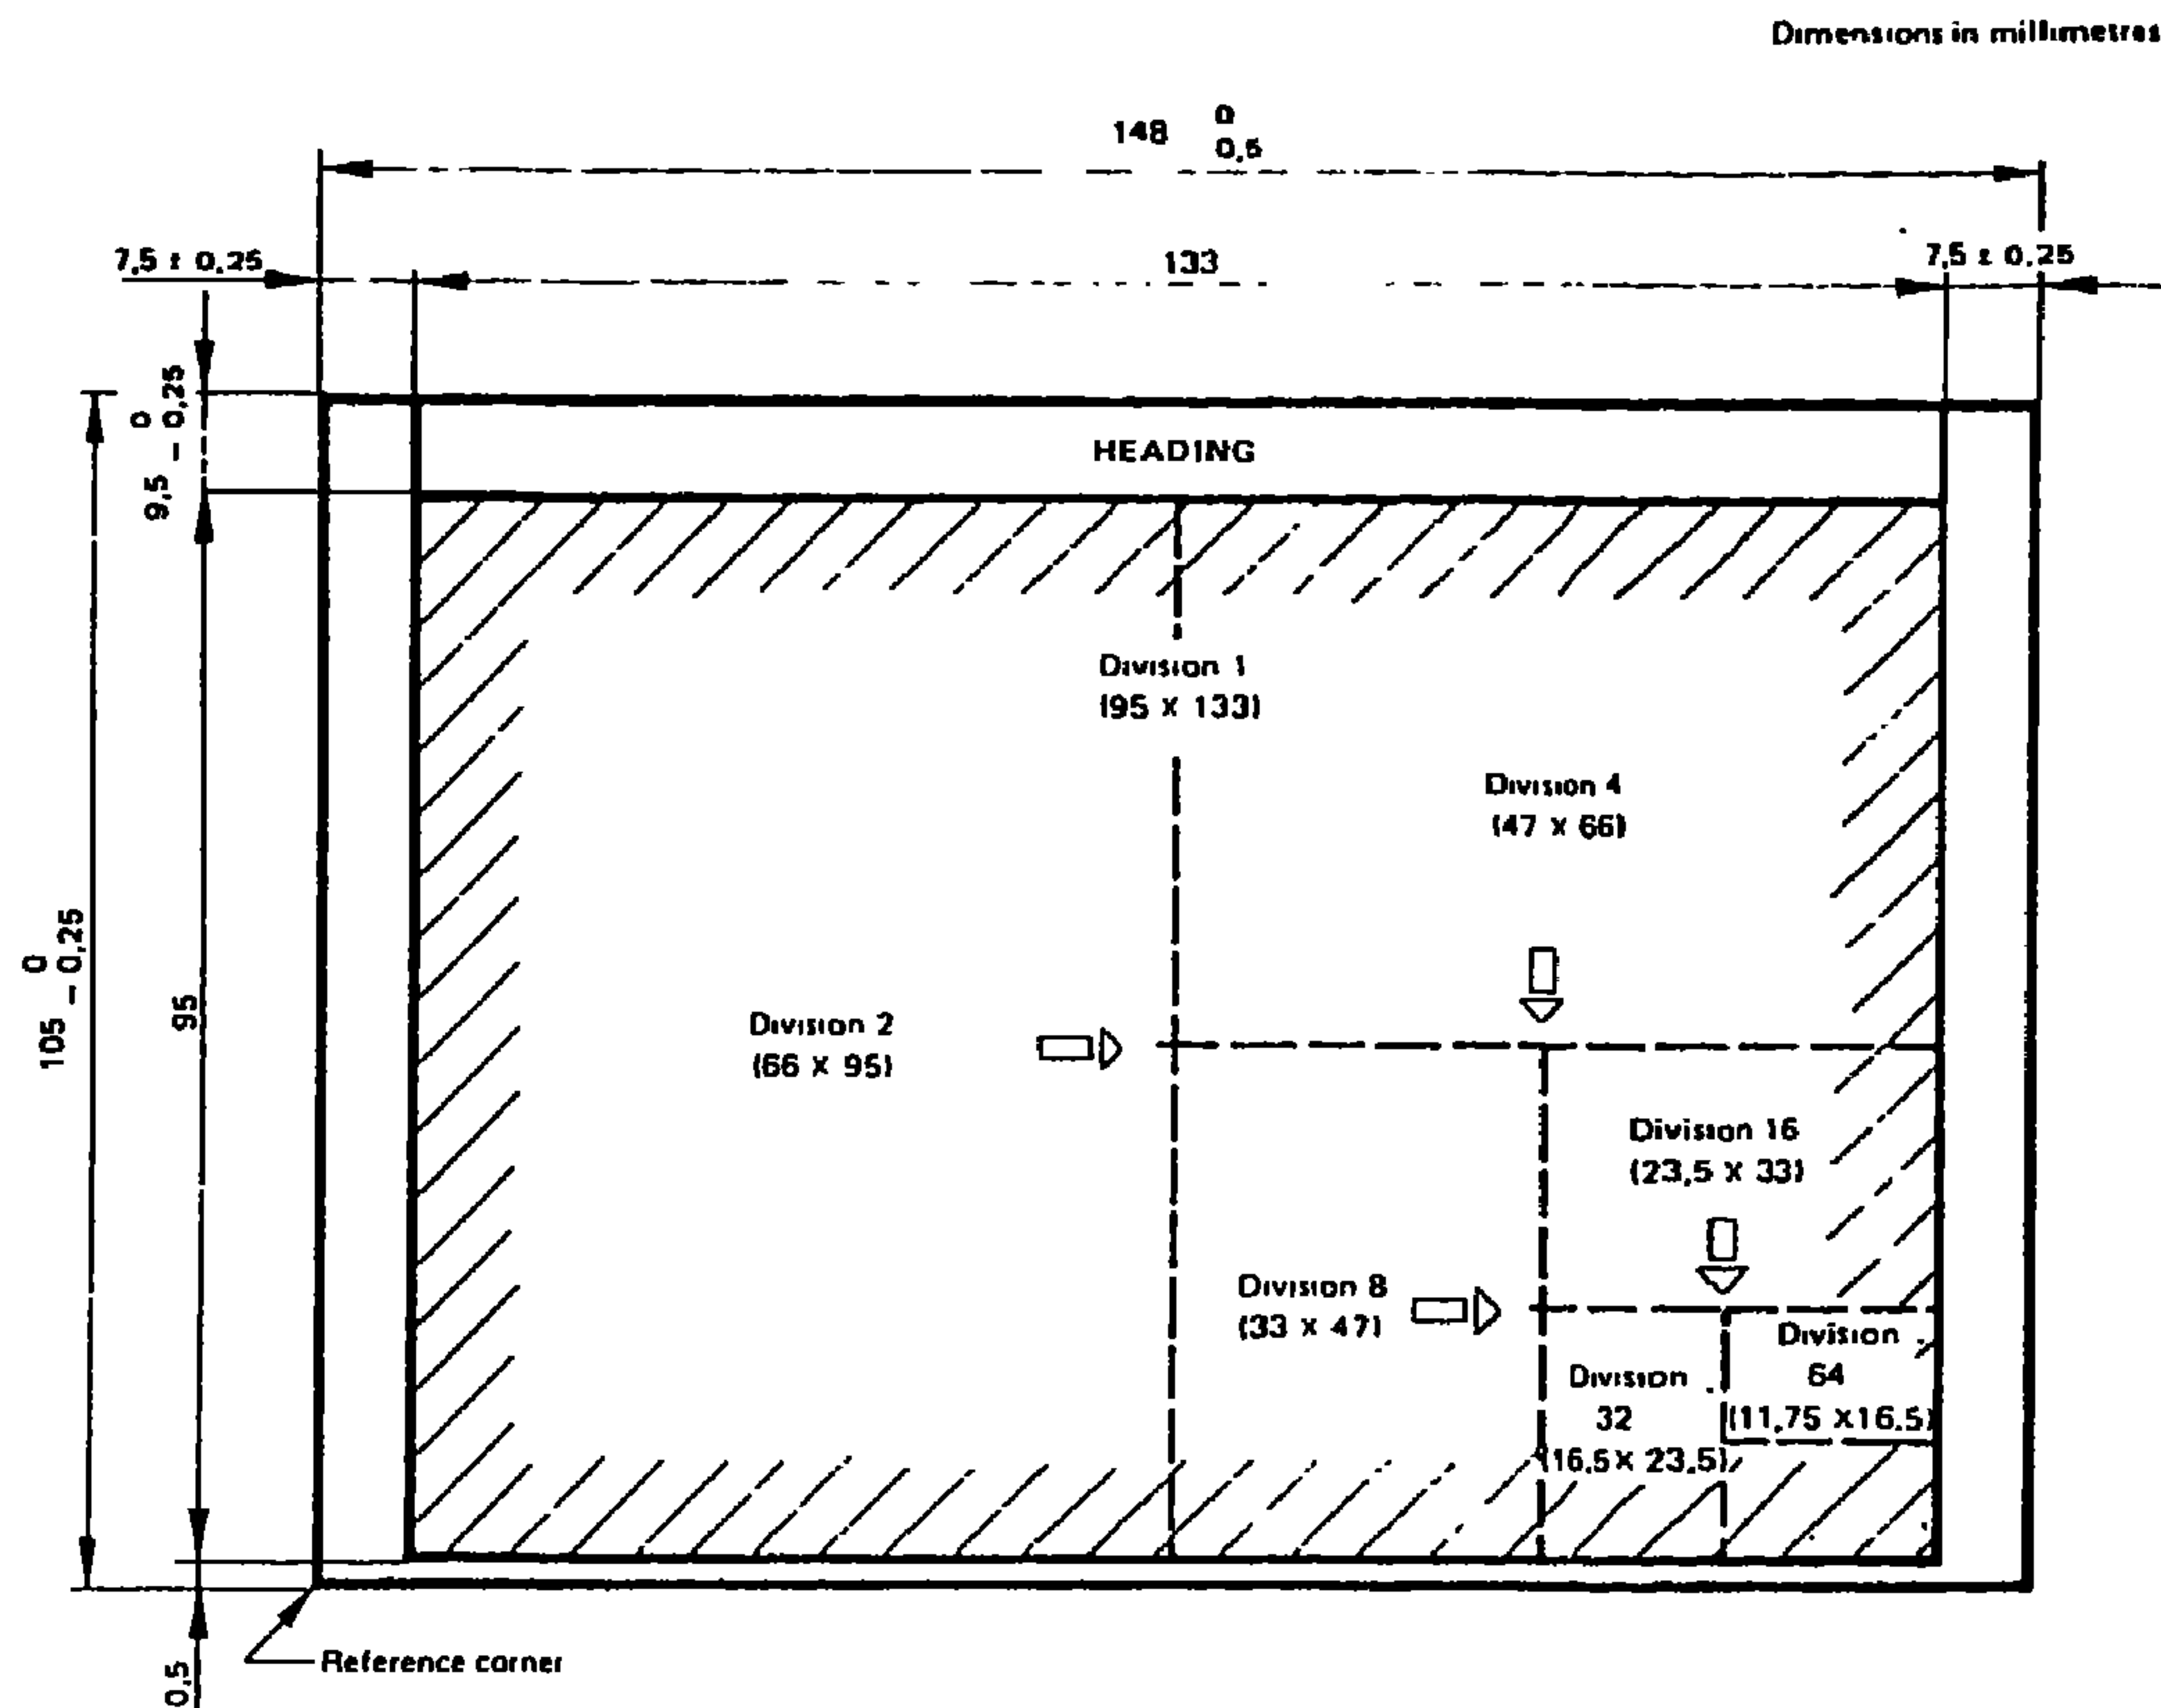 Dimensions in millimetres
148 0
0,5
7,5 ± 0,25
133
7,5 ± 0,25
9,5 – 0
0,25
HEADING
Division 1
(95 X 133)
Division 4
(47 X 66)
105 – 0
0,25
95
Division 2
(66 X 95)
Division 16
(23,5 X 33)
Division 8
(33 X 47)
Division
64
(11,75 X 16.5)
Division
32
(16,5 X 23,5)
Reference corner
0,5